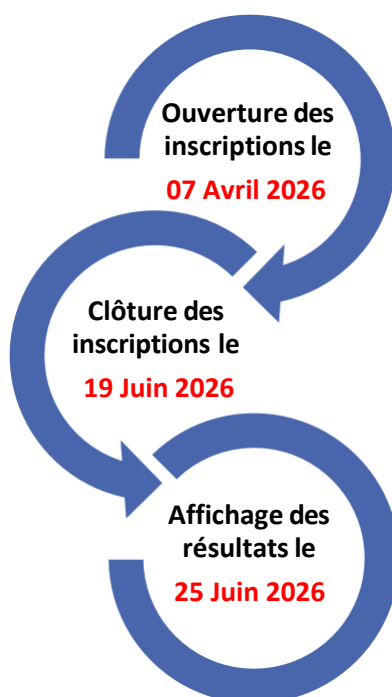 Ouverture des
inscriptions le
07 Avril 2026
Clôture des
inscriptions le
19 Juin 2026
Affichage des
résultats le
25 Juin 2026